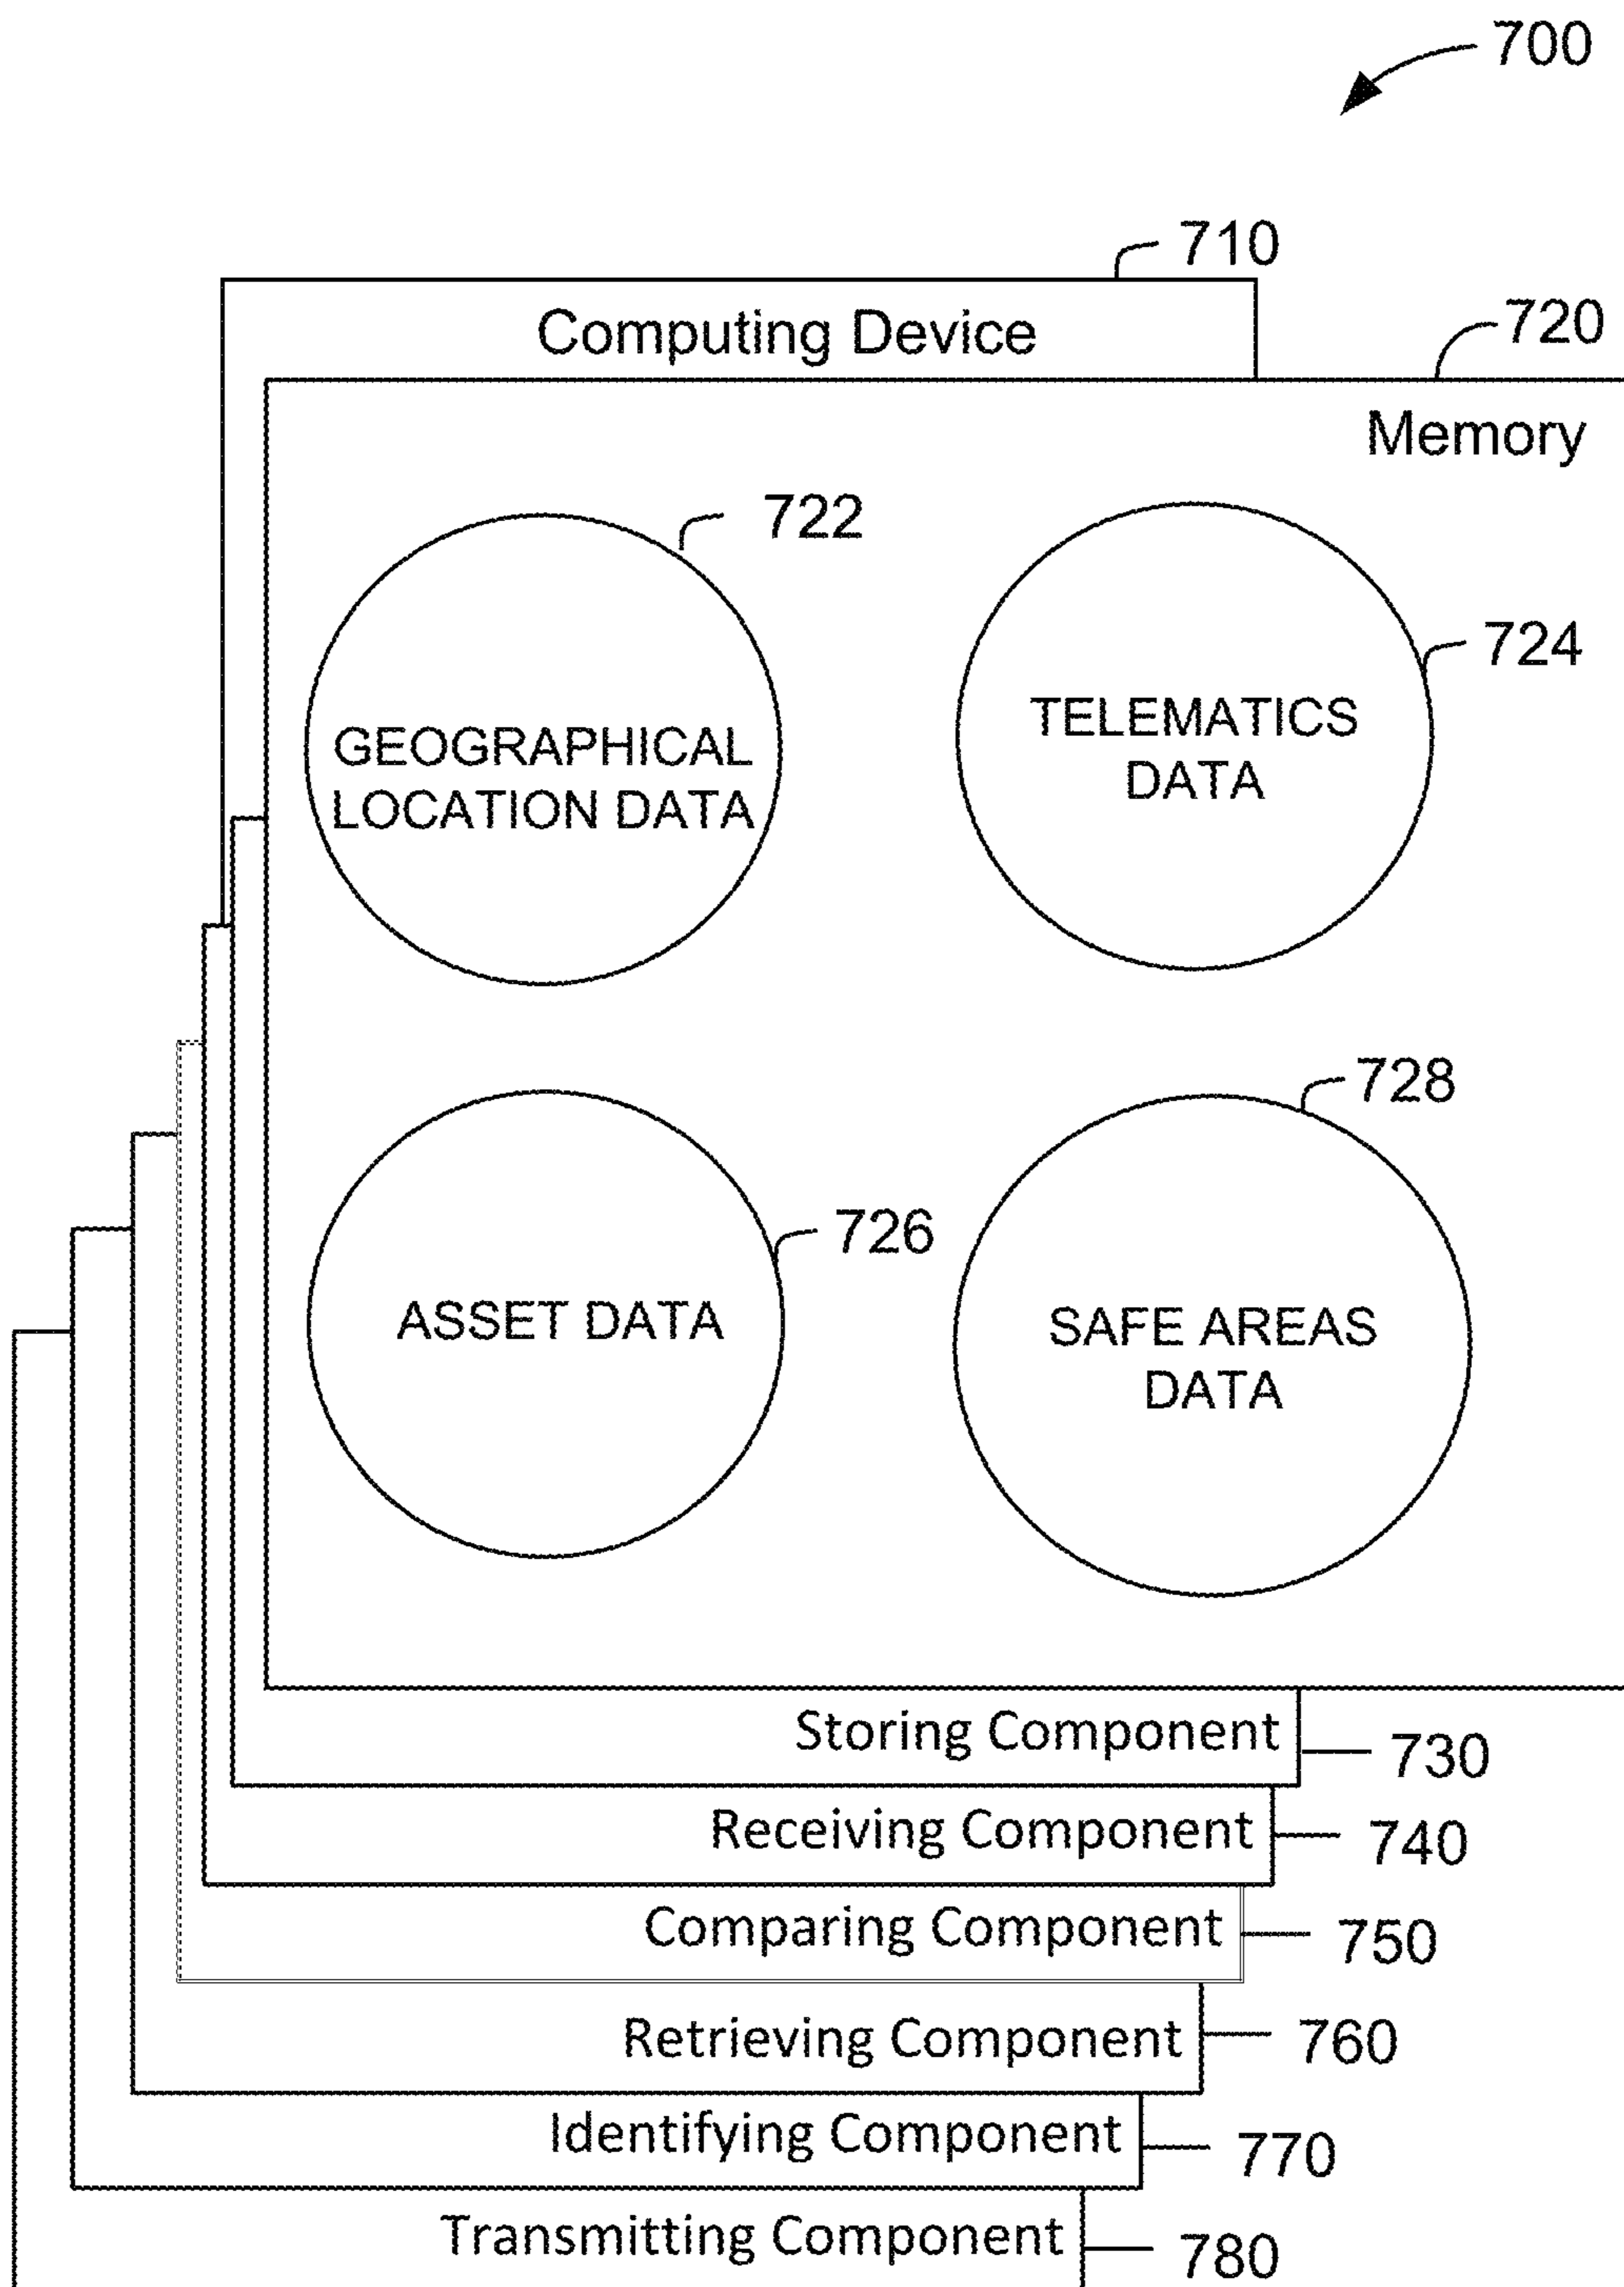 700
710
Computing Device
720
Memory
722
724
GEOGRAPHICAL
LOCATION DATA
TELEMATICS
DATA
728
726
ASSET DATA
SAFE AREAS
DATA
Storing Component
730
Receiving Component
740
Comparing Component
750
Retrieving Component
760
Identifying Component
770
Transmitting Component
780